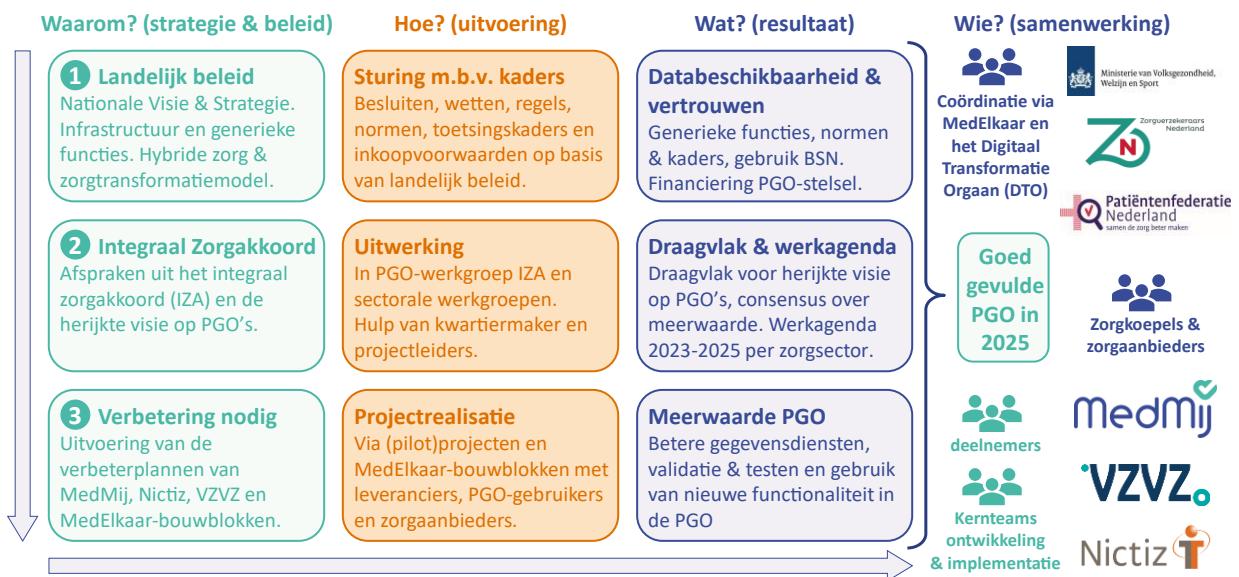 Waarom? (strategie & beleid)
Hoe? (uitvoering)
Wat? (resultaat)
Wie? (samenwerking)
1 Landelijk beleid
Nationale Visie & Strategie.
Infrastructuur en generieke
functies. Hybride zorg &
zorgtransformatiemodel.
Sturing m.b.v. kaders
Besluiten, wetten, regels,
normen, toetsingskaders en
inkoopvoorwaarden op basis
van landelijk beleid.
Databeschikbaarheid &
vertrouwen
Generieke functies, normen
& kaders, gebruik BSN.
Financiering PGO-stelsel.
Coördinatie via
MedElkaar en
het Digitaal
Transformatie
Orgaan (DTO)
Ministerie van Volksgezondheid,
Welzijn en Sport
Zorgverzekeraars
Nederland
ZN
Patiëntenfederatie
Nederland
samen de zorg beter maken
2 Integraal Zorgakkoord
Afspraken uit het integraal
zorgakkoord (IZA) en de
herijkte visie op PGO's.
Uitwerking
In PGO-werkgroep IZA en
sectorale werkgroepen.
Hulp van kwartiermaker en
projectleiders.
Draagvlak & werkagenda
Draagvlak voor herijkte visie
op PGO's, consensus over
meerwaarde. Werkagenda
2023-2025 per zorgsector.
Goed
gevulde
PGO in
2025
Zorgkoepels &
zorgaanbieders
3 Verbetering nodig
Uitvoering van de
verbeterplannen van
MedMij, Nictiz, VZVZ en
MedElkaar-bouwblokken.
Projectrealisatie
Via (pilot)projecten en
MedElkaar-bouwblokken met
leveranciers, PGO-gebruikers
en zorgaanbieders.
Meerwaarde PGO
Betere gegevensdiensten,
validatie & testen en gebruik
van nieuwe functionaliteit in
de PGO
deelnemers
Kernteams
ontwikkeling
& implementatie
MedMij
VZVZ
Nictiz